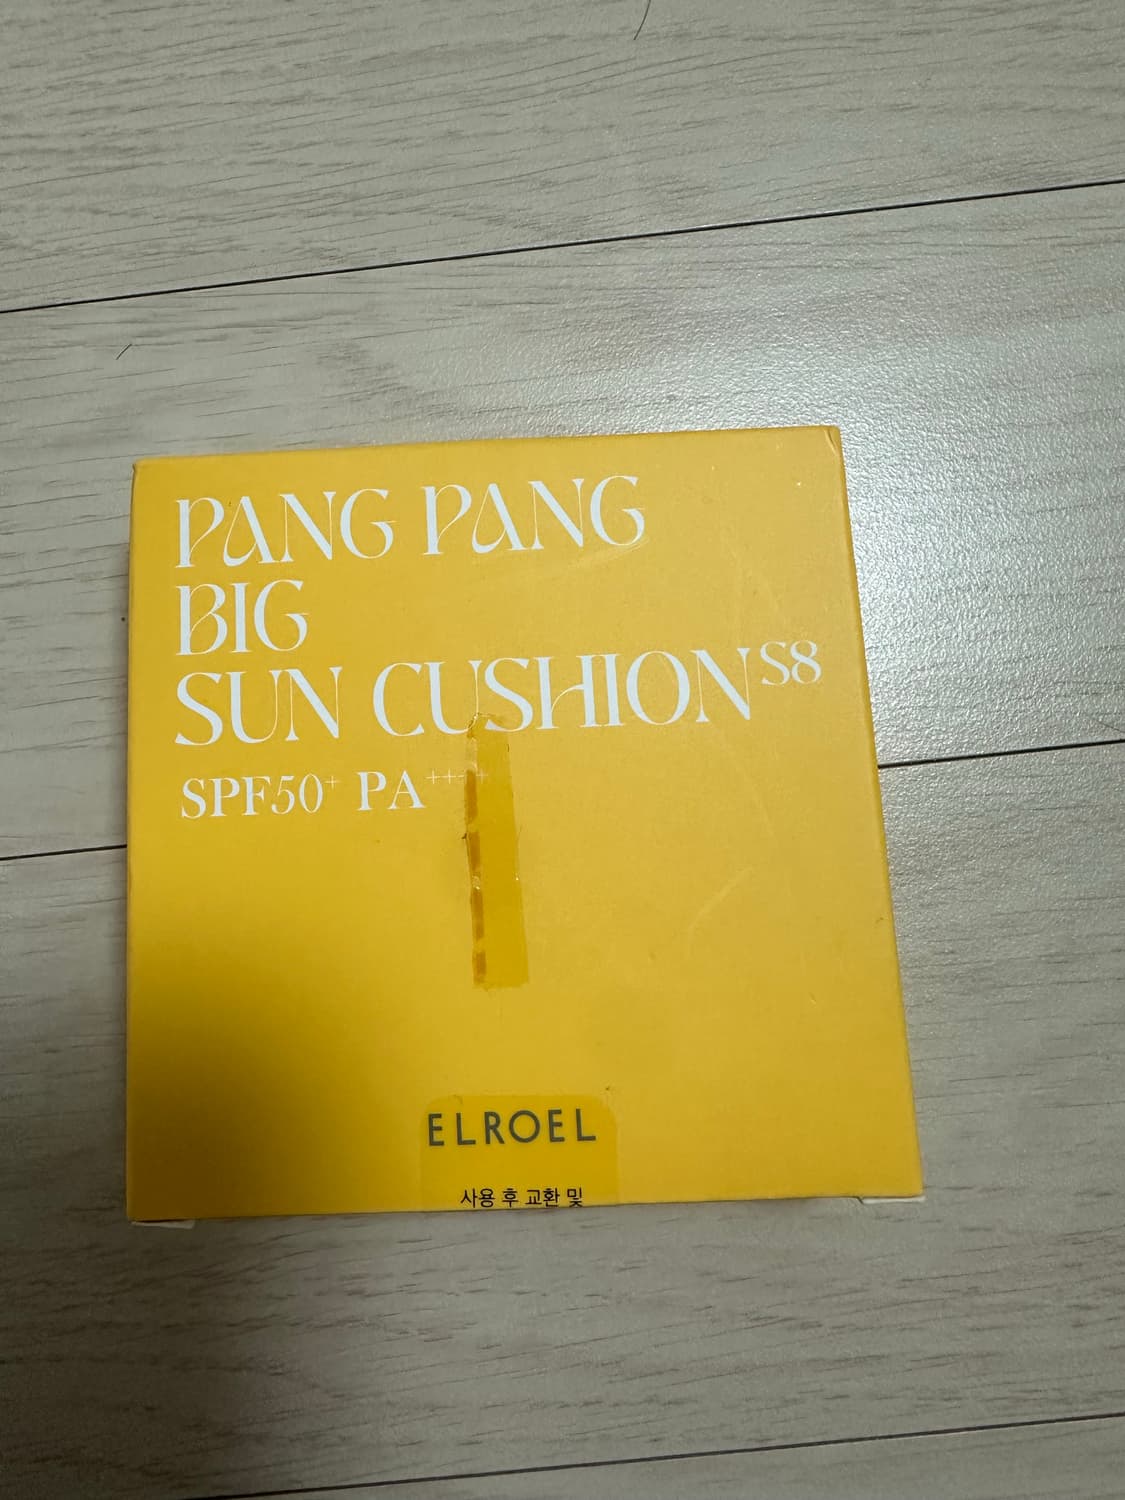 PANG PANG
BIG
SUN CUSHION S8
SPF50+ PA++++
ELROEL
사용 후 교환 및